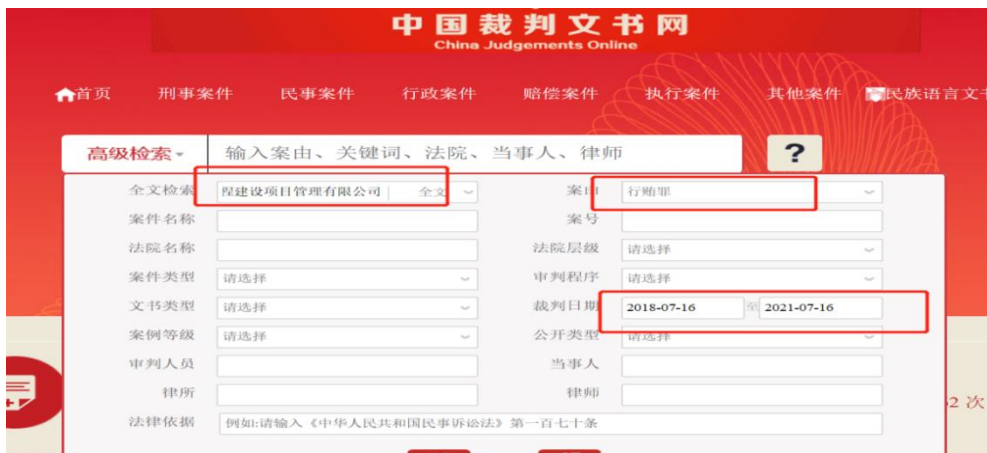 中国裁判文书网
China Judgements Online
首页 刑事案件 民事案件 行政案件 赔偿案件 执行案件 其他案件 民族语言文书
高级检索 输入案由、关键词、法院、当事人、律师 ?
全文检索 程建设项目管理有限公司 全文 案由 行贿罪
案件名称 案号
法院名称 法院层级 请选择
案件类型 请选择 审判程序 请选择
文书类型 请选择 裁判日期 2018-07-16 至 2021-07-16
案例等级 请选择 公开类型 请选择
审判人员 当事人
律所 律师
2 次
法律依据 例如:请输入《中华人民共和国民事诉讼法》第一百七十条